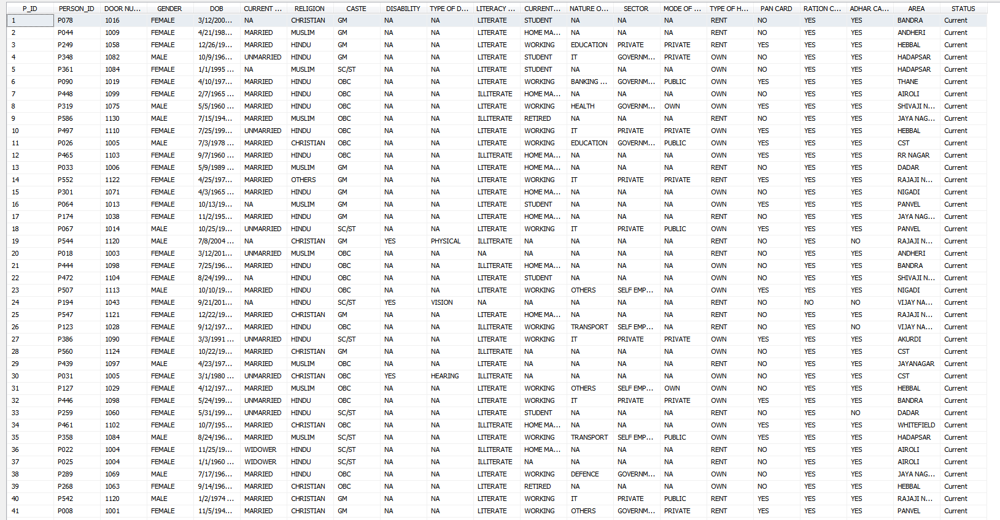 P_ID PERSON_ID DOOR NU... GENDER DOB CURRENT ... RELIGION CASTE DISABILITY TYPE OF D... LITERACY ... CURRENT... NATURE O... SECTOR MODE OF ... TYPE OF H... PAN CARD RATION C... ADHAR CA... AREA STATUS
1 P078 1016 FEMALE 3/12/200... NA CHRISTIAN GM NA NA LITERATE STUDENT NA NA NA RENT NO YES YES BANDRA Current
2 P044 1009 FEMALE 4/21/198... MARRIED MUSLIM GM NA NA LITERATE HOME MA... NA NA NA RENT NO YES YES ANDHERI Current
3 P249 1058 FEMALE 12/26/19... MARRIED HINDU GM NA NA LITERATE WORKING EDUCATION PRIVATE PRIVATE RENT YES YES YES HEBBAL Current
4 P348 1082 MALE 10/9/196... UNMARRIED HINDU GM NA NA LITERATE STUDENT IT GOVERNM... PRIVATE OWN NO YES YES HADAPSAR Current
5 P361 1084 FEMALE 1/1/1995 ... NA MUSLIM SC/ST NA NA LITERATE STUDENT NA NA NA OWN NO YES YES HADAPSAR Current
6 P090 1019 FEMALE 4/10/197... MARRIED HINDU OBC NA NA LITERATE WORKING BANKING ... GOVERNM... PUBLIC OWN YES YES YES THANE Current
7 P448 1099 FEMALE 2/7/1965 ... MARRIED HINDU OBC NA NA ILLITERATE HOME MA... NA NA NA OWN NO YES YES AIROLI Current
8 P319 1075 MALE 5/5/1960 ... MARRIED HINDU OBC NA NA LITERATE WORKING HEALTH GOVERNM... OWN OWN YES YES YES SHIVAJI N... Current
9 P586 1130 MALE 7/15/194... MARRIED MUSLIM OBC NA NA ILLITERATE RETIRED NA NA NA RENT NO YES YES JAYA NAG... Current
10 P497 1110 FEMALE 7/25/199... UNMARRIED HINDU OBC NA NA LITERATE WORKING IT PRIVATE PRIVATE OWN YES YES YES HEBBAL Current
11 P026 1005 MALE 7/3/1978 ... MARRIED CHRISTIAN OBC NA NA LITERATE WORKING EDUCATION GOVERNM... PUBLIC OWN YES YES YES CST Current
12 P465 1103 FEMALE 9/7/1960 ... MARRIED HINDU OBC NA NA ILLITERATE HOME MA... NA NA NA OWN YES YES YES RR NAGAR Current
13 P033 1006 FEMALE 5/9/1989 ... MARRIED MUSLIM GM NA NA LITERATE HOME MA... NA NA NA RENT NO YES YES DADAR Current
14 P552 1122 FEMALE 4/25/197... MARRIED OTHERS GM NA NA LITERATE WORKING IT PRIVATE PRIVATE RENT YES YES YES RAJAJI N... Current
15 P301 1071 FEMALE 4/3/1965 ... MARRIED HINDU GM NA NA LITERATE HOME MA... NA NA NA OWN NO YES YES NIGADI Current
16 P064 1013 FEMALE 10/13/19... NA MUSLIM GM NA NA LITERATE STUDENT NA NA NA OWN YES YES YES PANVEL Current
17 P174 1038 FEMALE 11/2/195... MARRIED HINDU GM NA NA LITERATE HOME MA... NA NA NA RENT NO YES YES JAYA NAG... Current
18 P067 1014 MALE 10/25/19... UNMARRIED HINDU SC/ST NA NA LITERATE WORKING IT PRIVATE PUBLIC OWN YES YES YES PANVEL Current
19 P544 1120 MALE 7/8/2004 ... NA CHRISTIAN GM YES PHYSICAL ILLITERATE NA NA NA NA RENT NO YES NO RAJAJI N... Current
20 P018 1003 FEMALE 3/12/201... UNMARRIED MUSLIM OBC NA NA NA NA NA NA NA RENT NO YES YES ANDHERI Current
21 P444 1098 FEMALE 7/25/196... MARRIED HINDU OBC NA NA ILLITERATE HOME MA... NA NA NA OWN NO YES YES BANDRA Current
22 P472 1104 FEMALE 8/24/199... NA HINDU OBC NA NA LITERATE STUDENT NA NA NA OWN NO YES YES SHIVAJI N... Current
23 P507 1113 MALE 10/10/19... MARRIED HINDU OBC NA NA LITERATE WORKING OTHERS SELF EMP... NA OWN YES YES YES NIGADI Current
24 P194 1043 FEMALE 9/21/201... NA HINDU SC/ST YES VISION NA NA NA NA NA RENT NO NO NO VIJAY NA... Current
25 P547 1121 FEMALE 12/22/19... MARRIED CHRISTIAN GM NA NA LITERATE HOME MA... NA NA NA RENT NO YES YES RAJAJI N... Current
26 P123 1028 FEMALE 9/12/197... MARRIED HINDU OBC NA NA ILLITERATE WORKING TRANSPORT SELF EMP... NA RENT NO YES NO VIJAY NA... Current
27 P386 1090 FEMALE 3/3/1991 ... UNMARRIED HINDU SC/ST NA NA LITERATE WORKING IT PRIVATE PRIVATE OWN YES YES YES AKURDI Current
28 P560 1124 FEMALE 10/22/19... MARRIED CHRISTIAN GM NA NA ILLITERATE NA NA NA NA OWN NO YES YES CST Current
29 P439 1097 MALE 4/23/197... MARRIED MUSLIM OBC NA NA LITERATE NA NA NA NA RENT NO YES YES JAYANAGAR Current
30 P031 1005 FEMALE 3/1/1980 ... UNMARRIED CHRISTIAN OBC YES HEARING ILLITERATE NA NA NA NA OWN NO YES YES CST Current
31 P127 1029 FEMALE 4/12/197... MARRIED MUSLIM OBC NA NA LITERATE WORKING OTHERS SELF EMP... OWN OWN NO YES YES HEBBAL Current
32 P446 1098 FEMALE 5/24/199... UNMARRIED HINDU OBC NA NA LITERATE WORKING IT PRIVATE PRIVATE OWN YES YES YES BANDRA Current
33 P259 1060 FEMALE 5/31/199... UNMARRIED HINDU SC/ST NA NA LITERATE STUDENT NA NA NA RENT NO YES NO DADAR Current
34 P461 1102 FEMALE 10/7/195... MARRIED CHRISTIAN OBC NA NA ILLITERATE HOME MA... NA NA NA OWN YES YES YES WHITEFIELD Current
35 P358 1084 MALE 8/24/196... MARRIED MUSLIM SC/ST NA NA LITERATE WORKING TRANSPORT SELF EMP... PUBLIC OWN YES YES YES HADAPSAR Current
36 P022 1004 FEMALE 11/25/19... WIDOWER HINDU SC/ST NA NA ILLITERATE HOME MA... NA NA NA RENT NO YES YES AIROLI Current
37 P025 1004 FEMALE 1/1/1960 ... WIDOWER HINDU SC/ST NA NA ILLITERATE NA NA NA NA RENT NO YES YES AIROLI Current
38 P289 1069 MALE 7/17/196... MARRIED HINDU OBC NA NA LITERATE WORKING DEFENCE GOVERNM... NA OWN NO YES YES JAYA NAG... Current
39 P268 1063 FEMALE 9/14/196... MARRIED CHRISTIAN OBC NA NA LITERATE RETIRED NA NA NA OWN NO YES YES HEBBAL Current
40 P542 1120 MALE 1/2/1974 ... MARRIED CHRISTIAN GM NA NA LITERATE WORKING IT PRIVATE PUBLIC RENT YES YES YES RAJAJI N... Current
41 P008 1001 FEMALE 11/5/194... MARRIED CHRISTIAN GM NA NA LITERATE WORKING OTHERS GOVERNM... PRIVATE RENT YES YES YES PANVEL Current